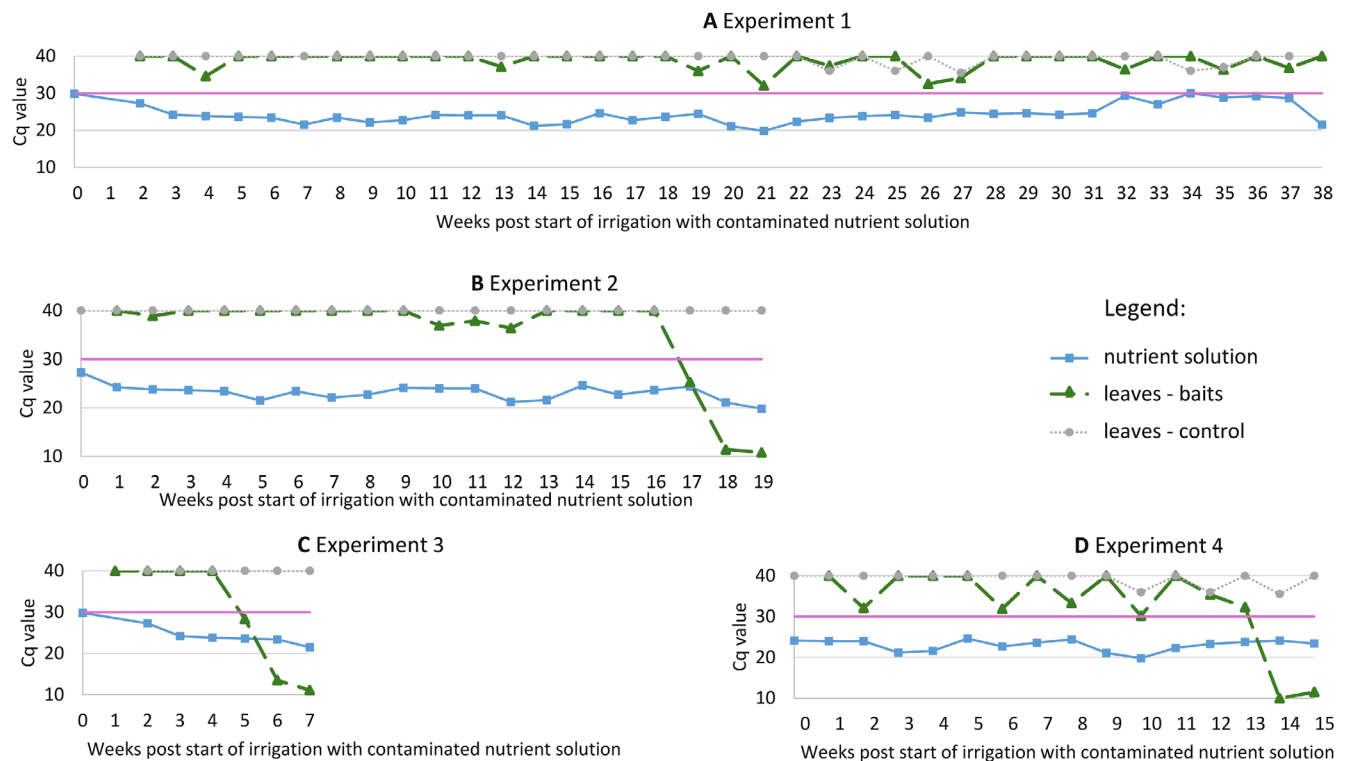 A Experiment 1
Cq value
40
30
20
10
0 1 2 3 4 5 6 7 8 9 10 11 12 13 14 15 16 17 18 19 20 21 22 23 24 25 26 27 28 29 30 31 32 33 34 35 36 37 38
Weeks post start of irrigation with contaminated nutrient solution
B Experiment 2
Cq value
40
30
20
10
0 1 2 3 4 5 6 7 8 9 10 11 12 13 14 15 16 17 18 19
Weeks post start of irrigation with contaminated nutrient solution
Legend:
nutrient solution
leaves - baits
leaves - control
C Experiment 3
Cq value
40
30
20
10
0 1 2 3 4 5 6 7
Weeks post start of irrigation with contaminated nutrient solution
D Experiment 4
Cq value
40
30
20
10
0 1 2 3 4 5 6 7 8 9 10 11 12 13 14 15
Weeks post start of irrigation with contaminated nutrient solution